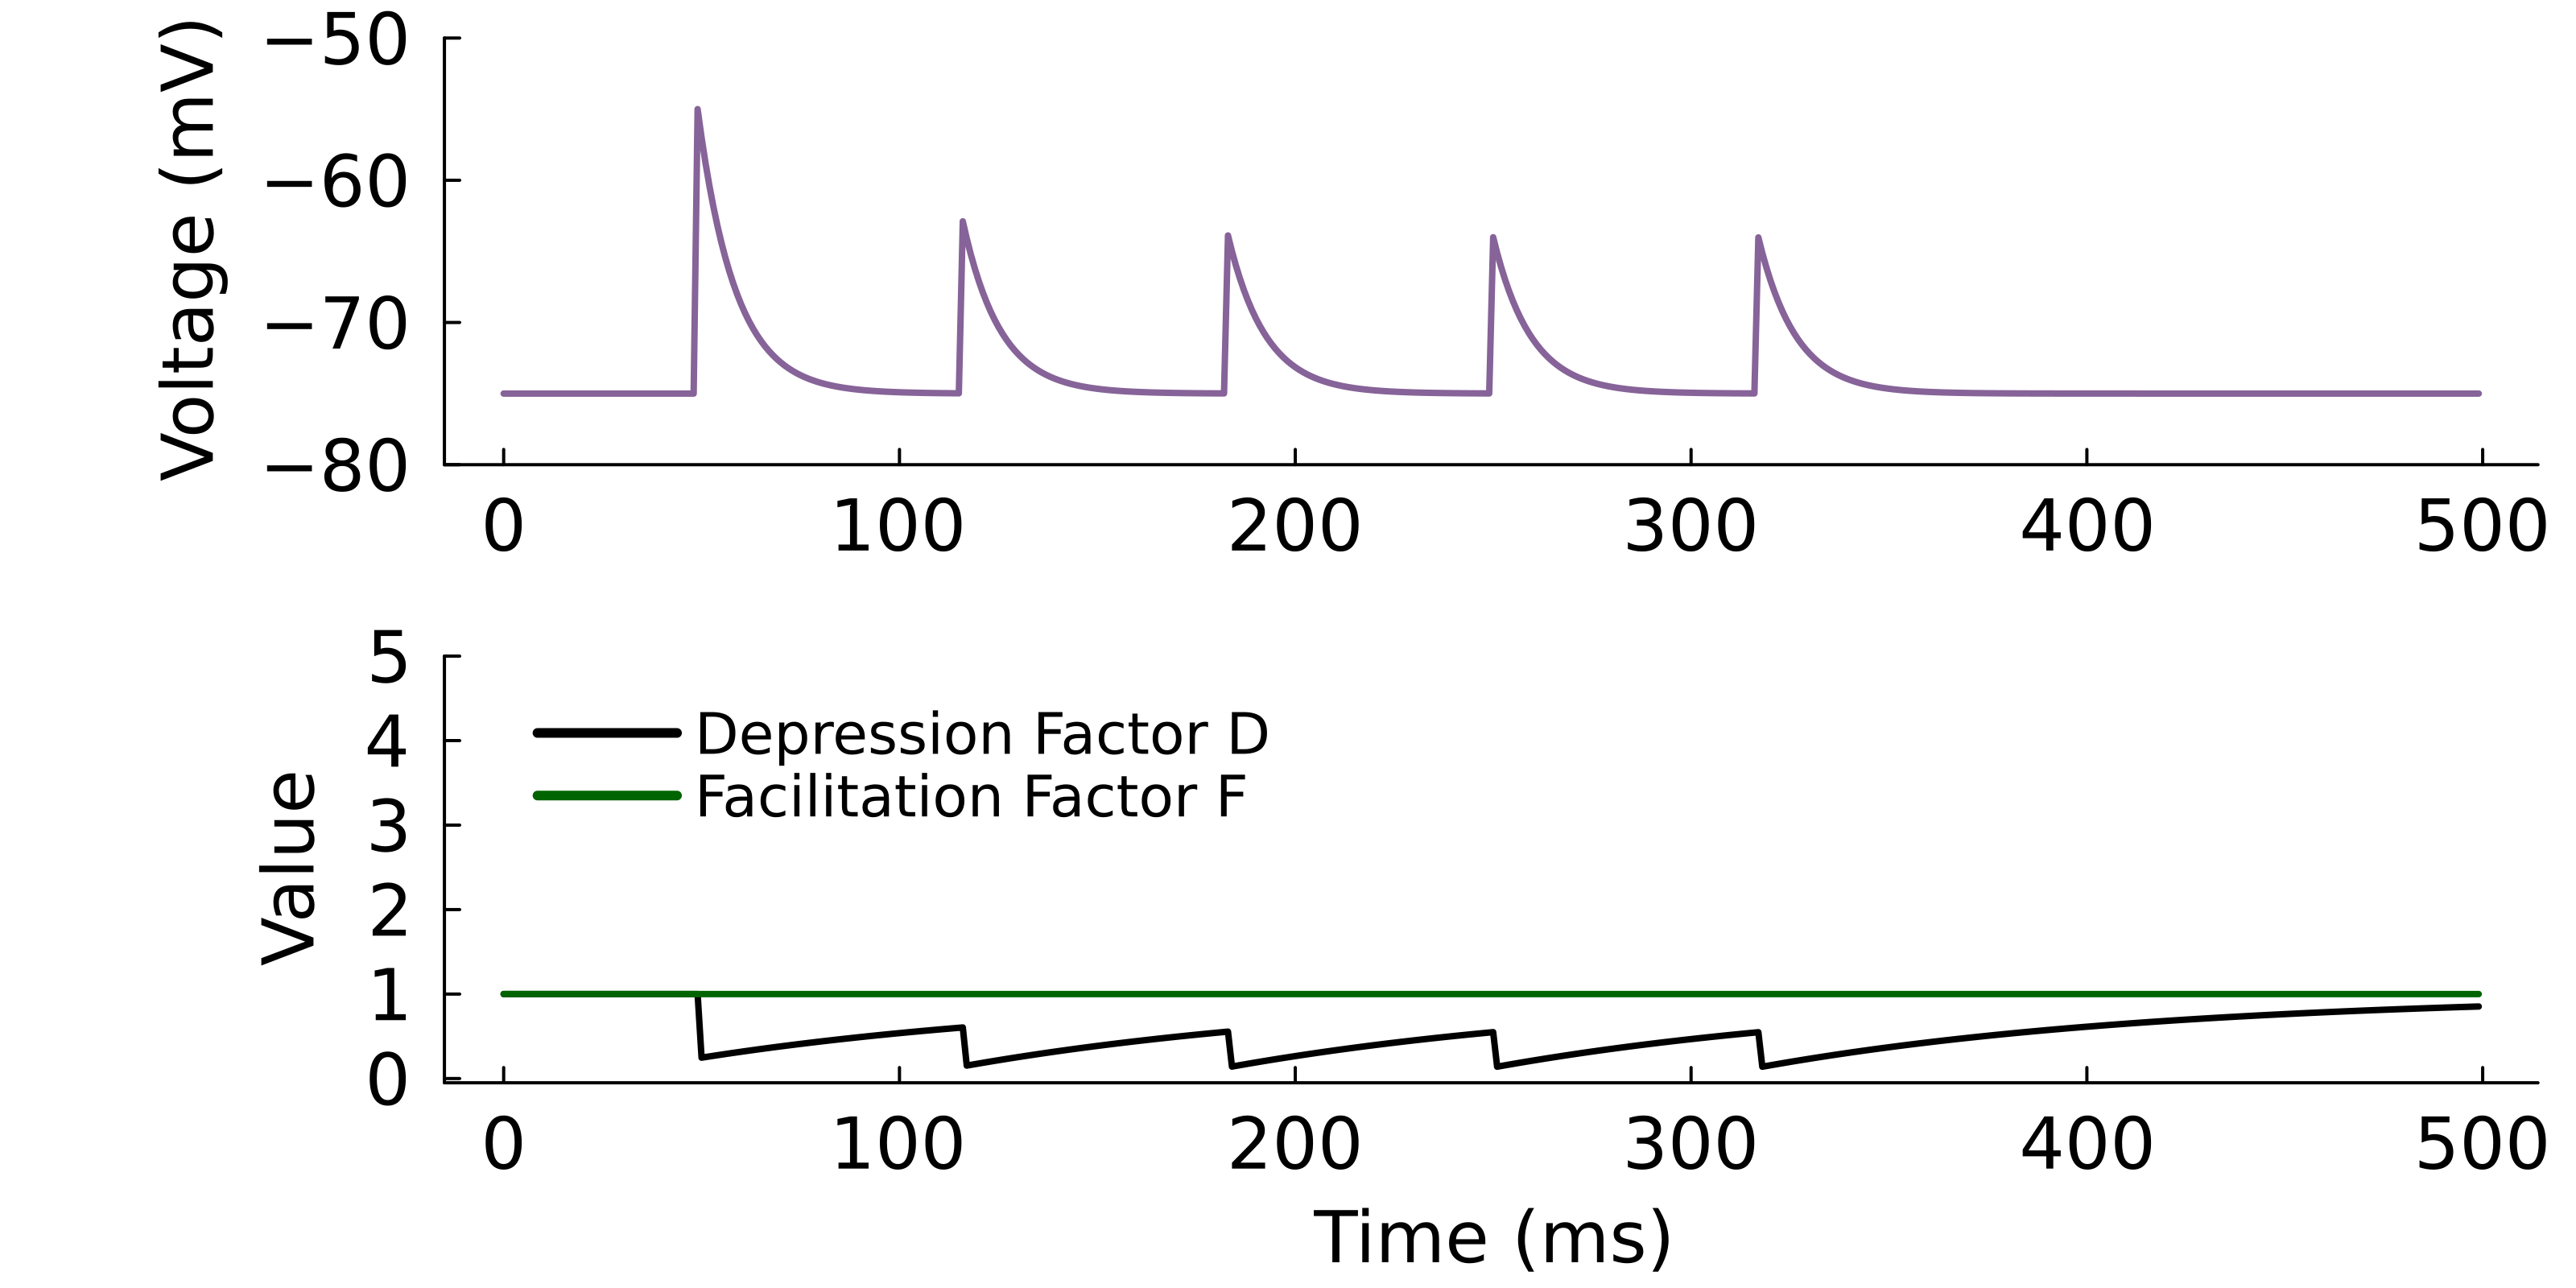 Voltage (mV)
−50
−60
−70
−80
0 100 200 300 400 500
Value
5
4
3
2
1
0
Depression Factor D
Facilitation Factor F
0 100 200 300 400 500
Time (ms)